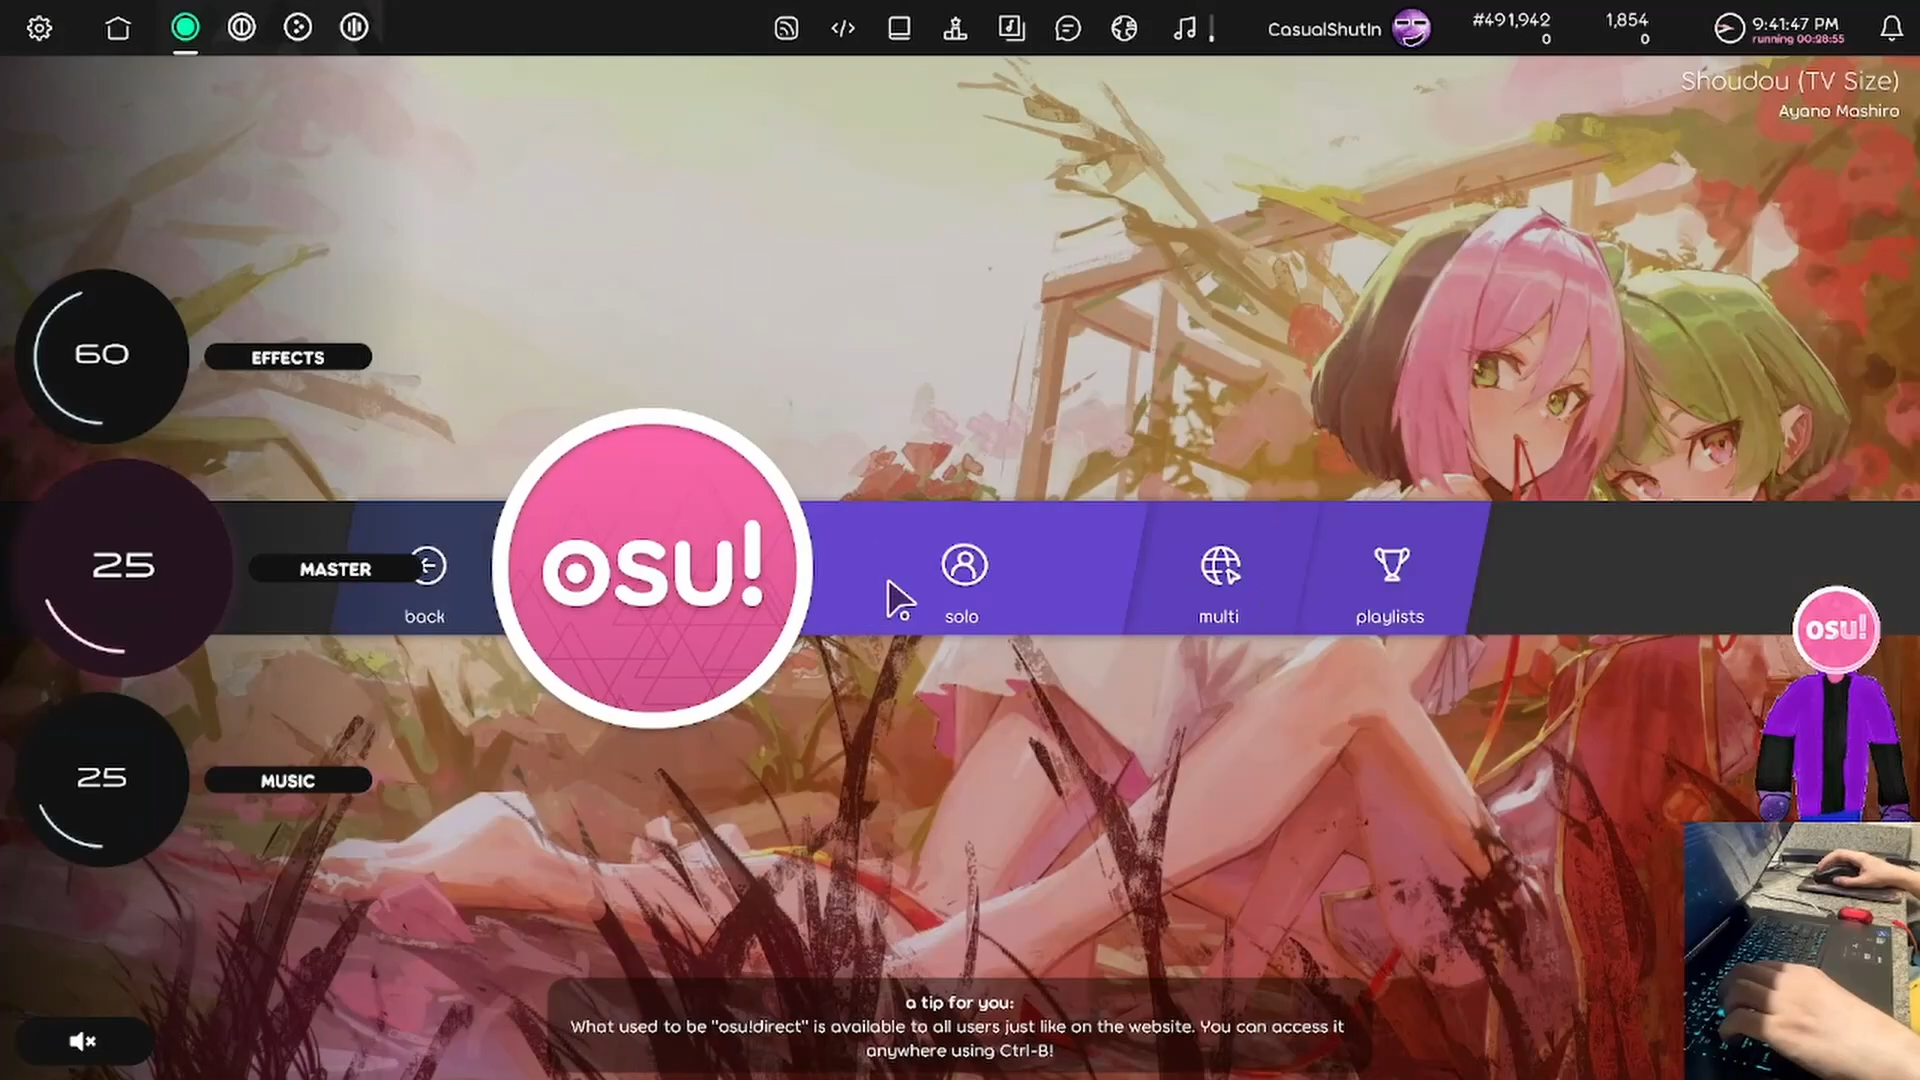 CasualShutIn
#491,942
0
1,854
0
9:41:47 PM
running 00:28:55
Shoudou (TV Size)
Ayano Mashiro
60
EFFECTS
25
MASTER
back
osu!
solo
multi
playlists
osu!
25
MUSIC
a tip for you:
What used to be "osu!direct" is available to all users just like on the website. You can access it
anywhere using Ctrl-B!